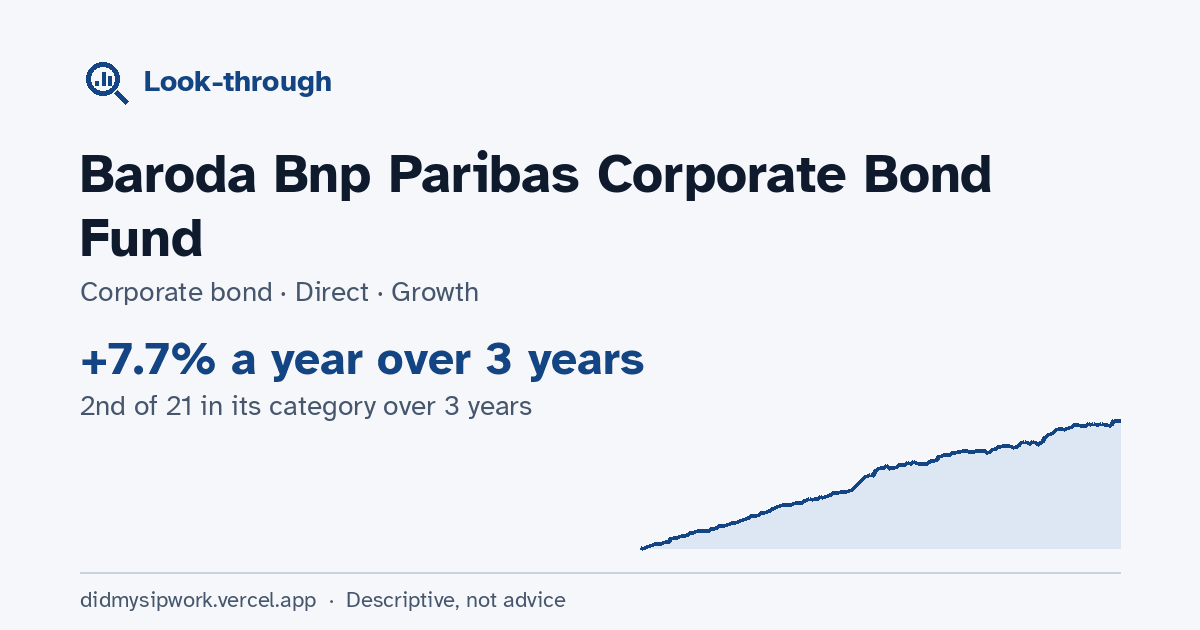 Look-through
Baroda Bnp Paribas Corporate Bond
Fund
Corporate bond · Direct · Growth
+7.7% a year over 3 years
2nd of 21 in its category over 3 years
didmysipwork.vercel.app · Descriptive, not advice